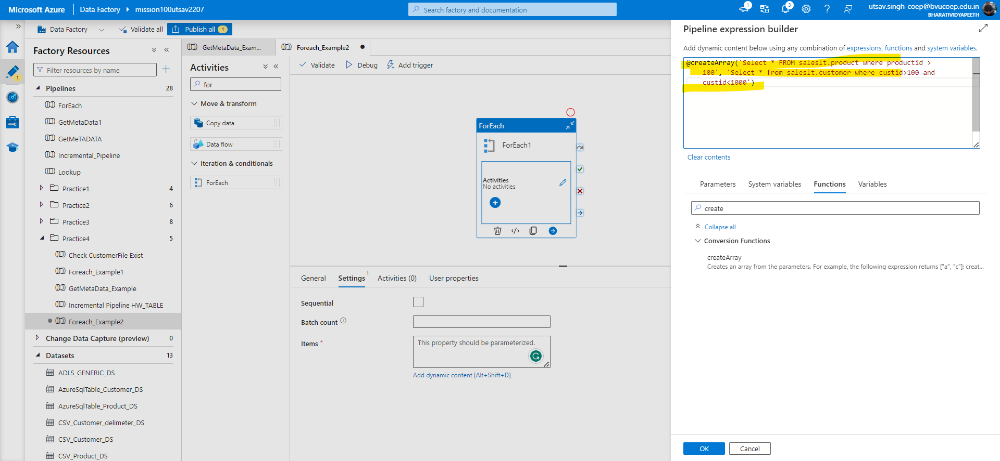 Microsoft Azure
Data Factory
mission100utsav2207
Search factory and documentation
1
3
utsav.singh-coep@bvucoep.edu.in
BHARATIVIDYAPEETH
Data Factory
Validate all
Publish all 1
1
Factory Resources
Filter resources by name
Pipelines 28
ForEach
GetMetaData1
GetMeTADATA
Incremental_Pipeline
Lookup
Practice1 4
Practice2 6
Practice3 8
Practice4 5
Check CustomerFile Exist
Foreach_Example1
GetMetaData_Example
Incremental Pipeline HW_TABLE
Foreach_Example2
Change Data Capture (preview) 0
Datasets 13
ADLS_GENERIC_DS
AzureSqlTable_Customer_DS
AzureSqlTable_Product_DS
CSV_Customer_delimeter_DS
CSV_Customer_DS
CSV_Product_DS
GetMetaData_Exam...
Foreach_Example2
Activities
for
Move & transform
Copy data
Data flow
Iteration & conditionals
ForEach
Validate
Debug
Add trigger
ForEach
ForEach1
Activities
No activities
General
Settings 1
Activities (0)
User properties
Sequential
Batch count
Items *
This property should be parameterized.
Add dynamic content [Alt+Shift+D]
Pipeline expression builder
Add dynamic content below using any combination of expressions, functions and system variables.
@createArray('Select * FROM saleslt.product where productid >
100', 'Select * from saleslt.customer where custid>100 and
custid<1000')
Clear contents
Parameters
System variables
Functions
Variables
create
Collapse all
Conversion Functions
createArray
Creates an array from the parameters. For example, the following expression returns ["a", "c"]: creat...
OK
Cancel